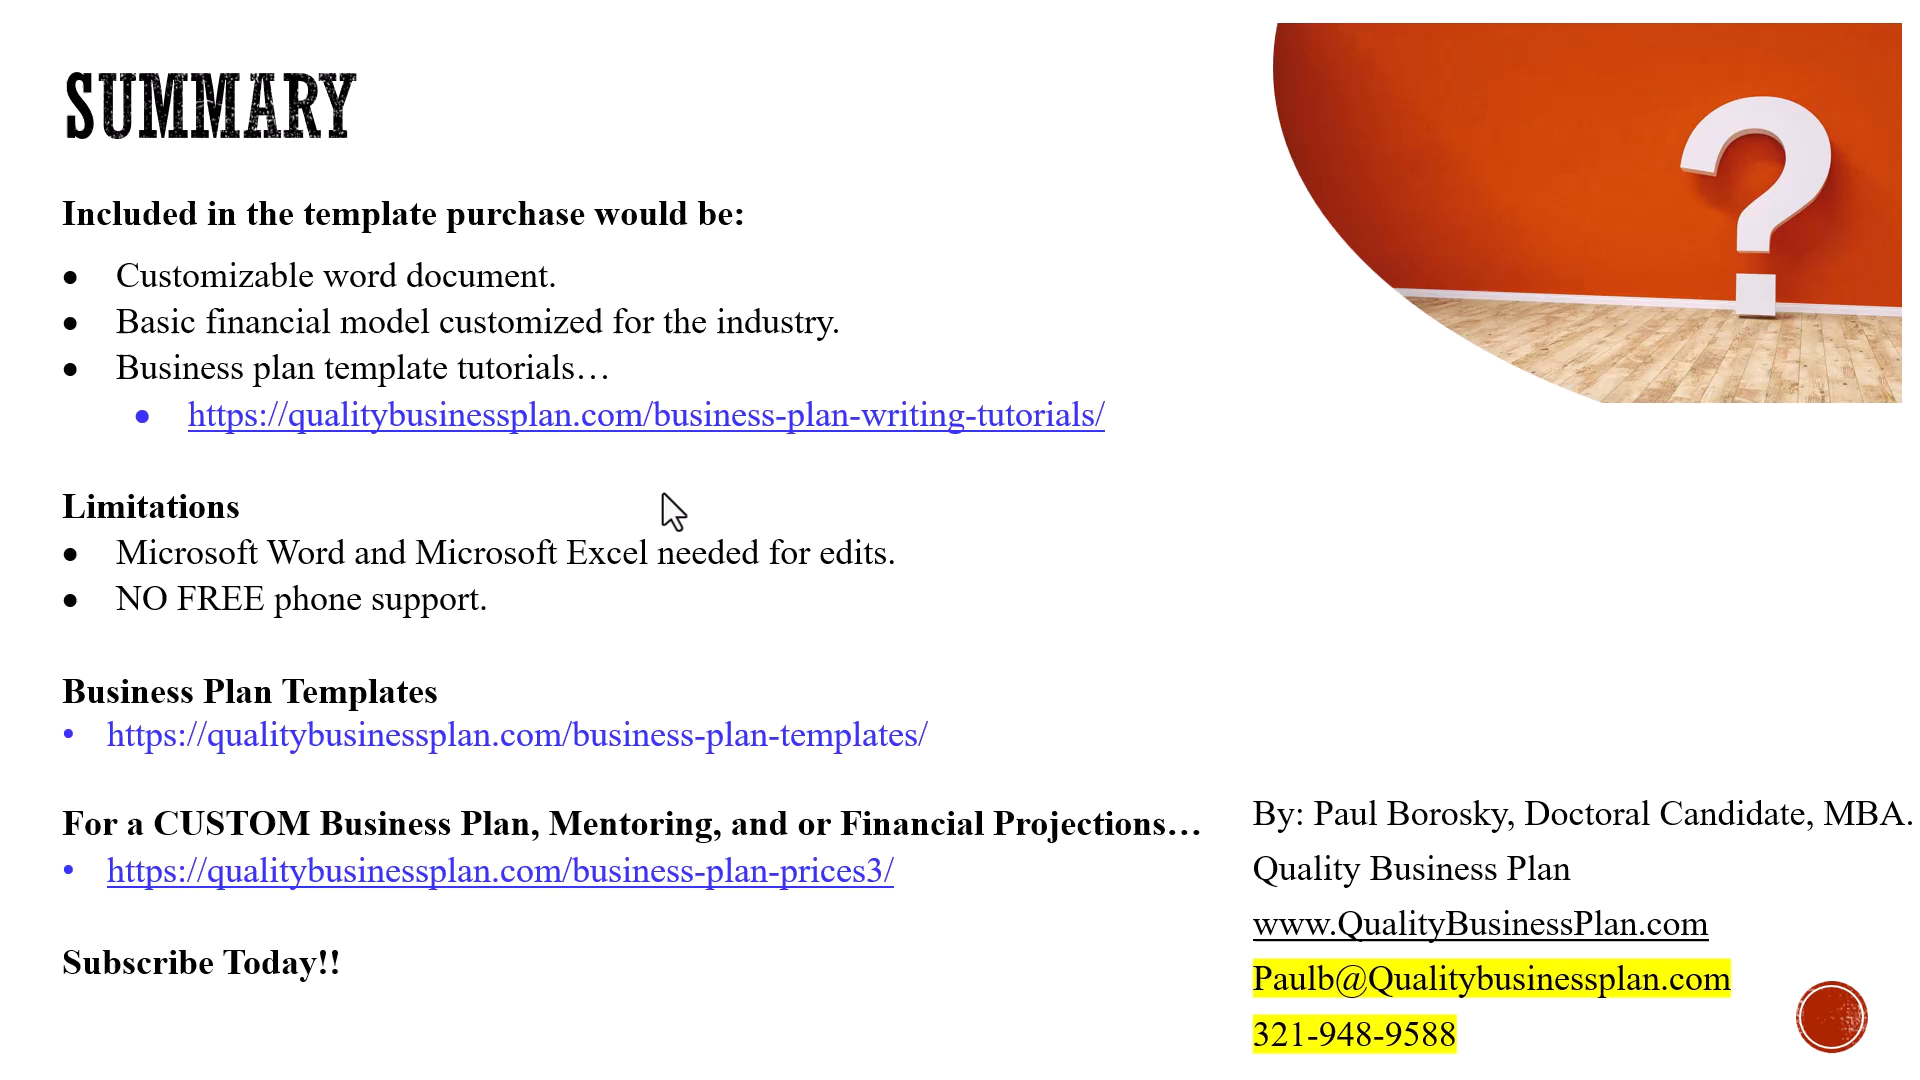 SUMMARY
Included in the template purchase would be:
● Customizable word document.
● Basic financial model customized for the industry.
● Business plan template tutorials…
● https://qualitybusinessplan.com/business-plan-writing-tutorials/
Limitations
● Microsoft Word and Microsoft Excel needed for edits.
● NO FREE phone support.
Business Plan Templates
• https://qualitybusinessplan.com/business-plan-templates/
For a CUSTOM Business Plan, Mentoring, and or Financial Projections…
• https://qualitybusinessplan.com/business-plan-prices3/
Subscribe Today!!
By: Paul Borosky, Doctoral Candidate, MBA.
Quality Business Plan
www.QualityBusinessPlan.com
Paulb@Qualitybusinessplan.com
321-948-9588
?